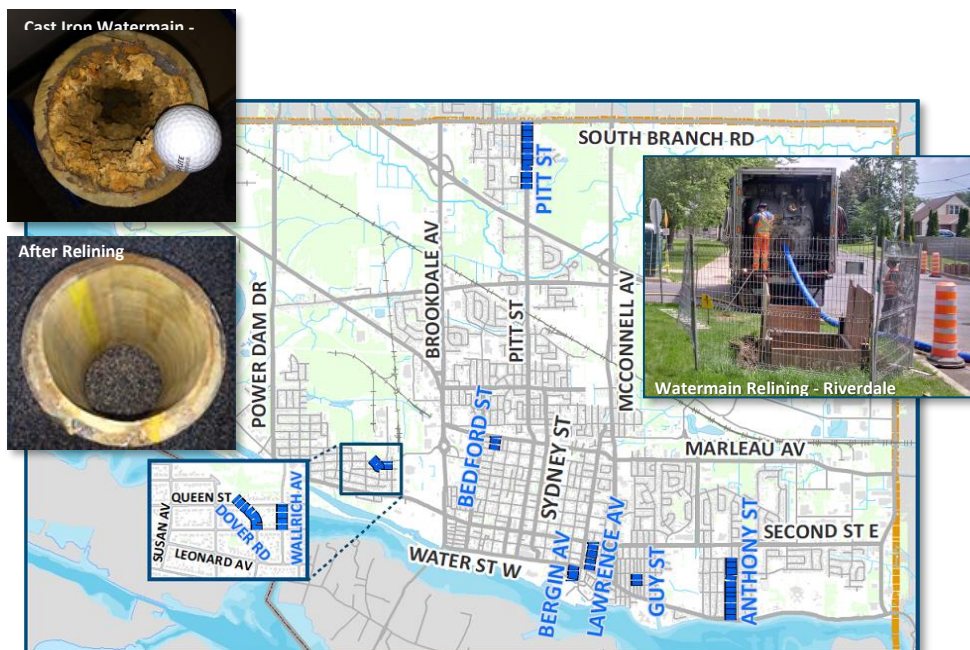 Cast Iron Watermain -
After Relining
SOUTH BRANCH RD
PITT ST
BROOKDALE AV
POWER DAM DR
PITT ST
MCCONNELL AV
Watermain Relining - Riverdale
BEDFORD ST
SYDNEY ST
MARLEAU AV
QUEEN ST
DOVER RD
WALLRICH AV
SUSAN AV
LEONARD AV
WATER ST W
SECOND ST E
BERGIN AV
LAWRENCE AV
GUY ST
ANTHONY ST